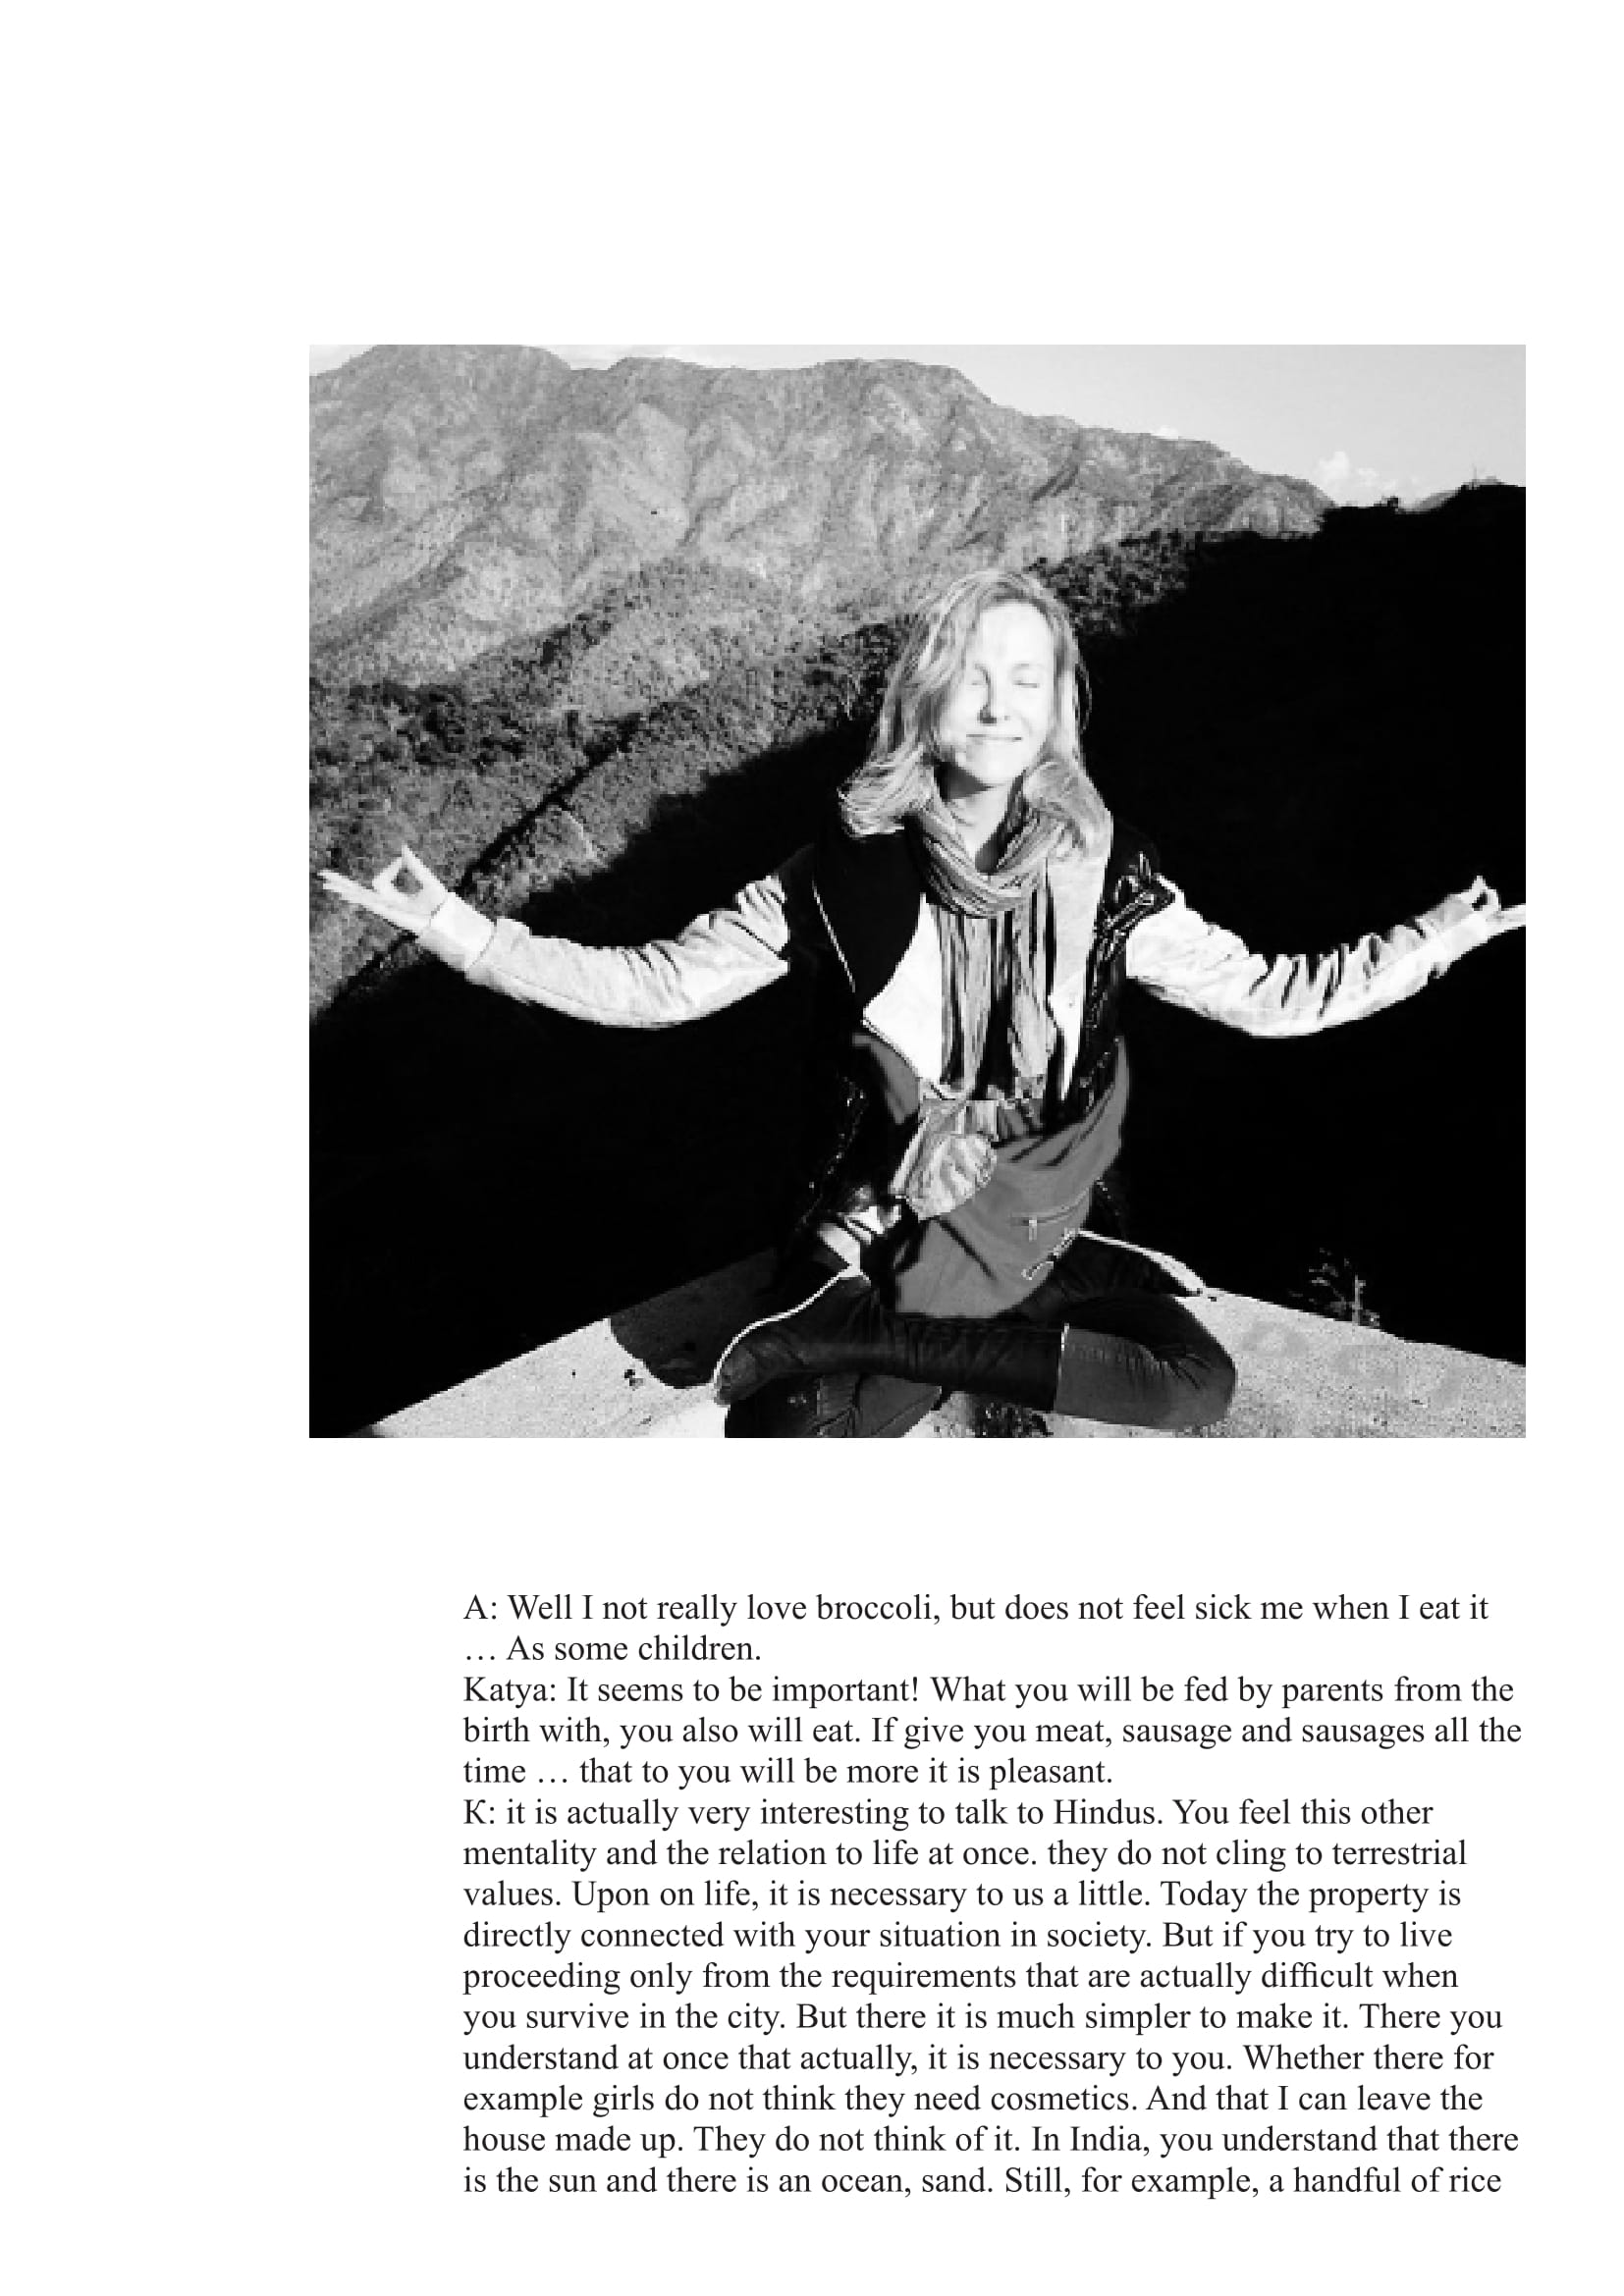 A: Well I not really love broccoli, but does not feel sick me when I eat it
… As some children.
Katya: It seems to be important! What you will be fed by parents from the
birth with, you also will eat. If give you meat, sausage and sausages all the
time … that to you will be more it is pleasant.
K: it is actually very interesting to talk to Hindus. You feel this other
mentality and the relation to life at once. they do not cling to terrestrial
values. Upon on life, it is necessary to us a little. Today the property is
directly connected with your situation in society. But if you try to live
proceeding only from the requirements that are actually difficult when
you survive in the city. But there it is much simpler to make it. There you
understand at once that actually, it is necessary to you. Whether there for
example girls do not think they need cosmetics. And that I can leave the
house made up. They do not think of it. In India, you understand that there
is the sun and there is an ocean, sand. Still, for example, a handful of rice